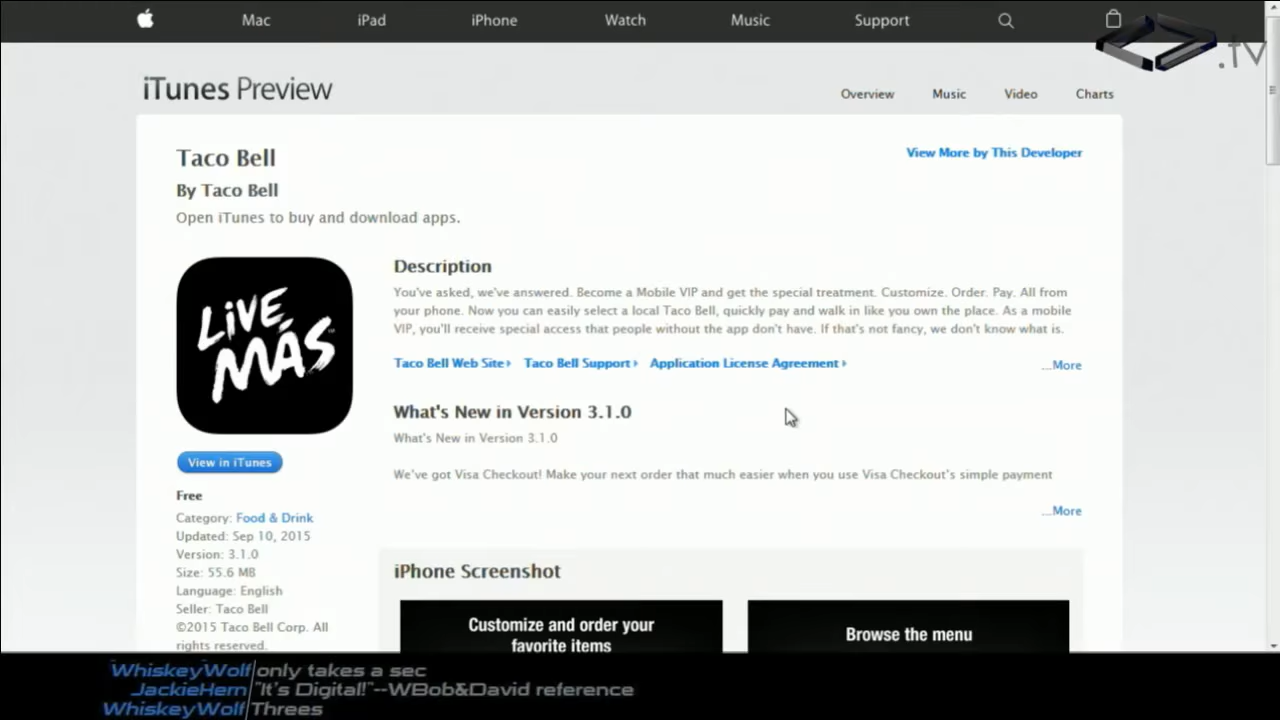 Mac iPad iPhone Watch Music Support
.tv
iTunes Preview
Overview Music Video Charts
Taco Bell
View More by This Developer
By Taco Bell
Open iTunes to buy and download apps.
LIVE MÁS
Description
You've asked, we've answered. Become a Mobile VIP and get the special treatment. Customize. Order. Pay. All from
your phone. Now you can easily select a local Taco Bell, quickly pay and walk in like you own the place. As a mobile
VIP, you'll receive special access that people without the app don't have. If that's not fancy, we don't know what is.
Taco Bell Web Site Taco Bell Support Application License Agreement ...More
What's New in Version 3.1.0
What's New in Version 3.1.0
We've got Visa Checkout! Make your next order that much easier when you use Visa Checkout's simple payment
...More
View in iTunes
Free
Category: Food & Drink
Updated: Sep 10, 2015
Version: 3.1.0
Size: 55.6 MB
Language: English
Seller: Taco Bell
©2015 Taco Bell Corp. All
rights reserved.
iPhone Screenshot
Customize and order your
favorite items
Browse the menu
WhiskeyWolf only takes a sec
JackieHern "It's Digital!"--WBob&David reference
WhiskeyWolf Threes